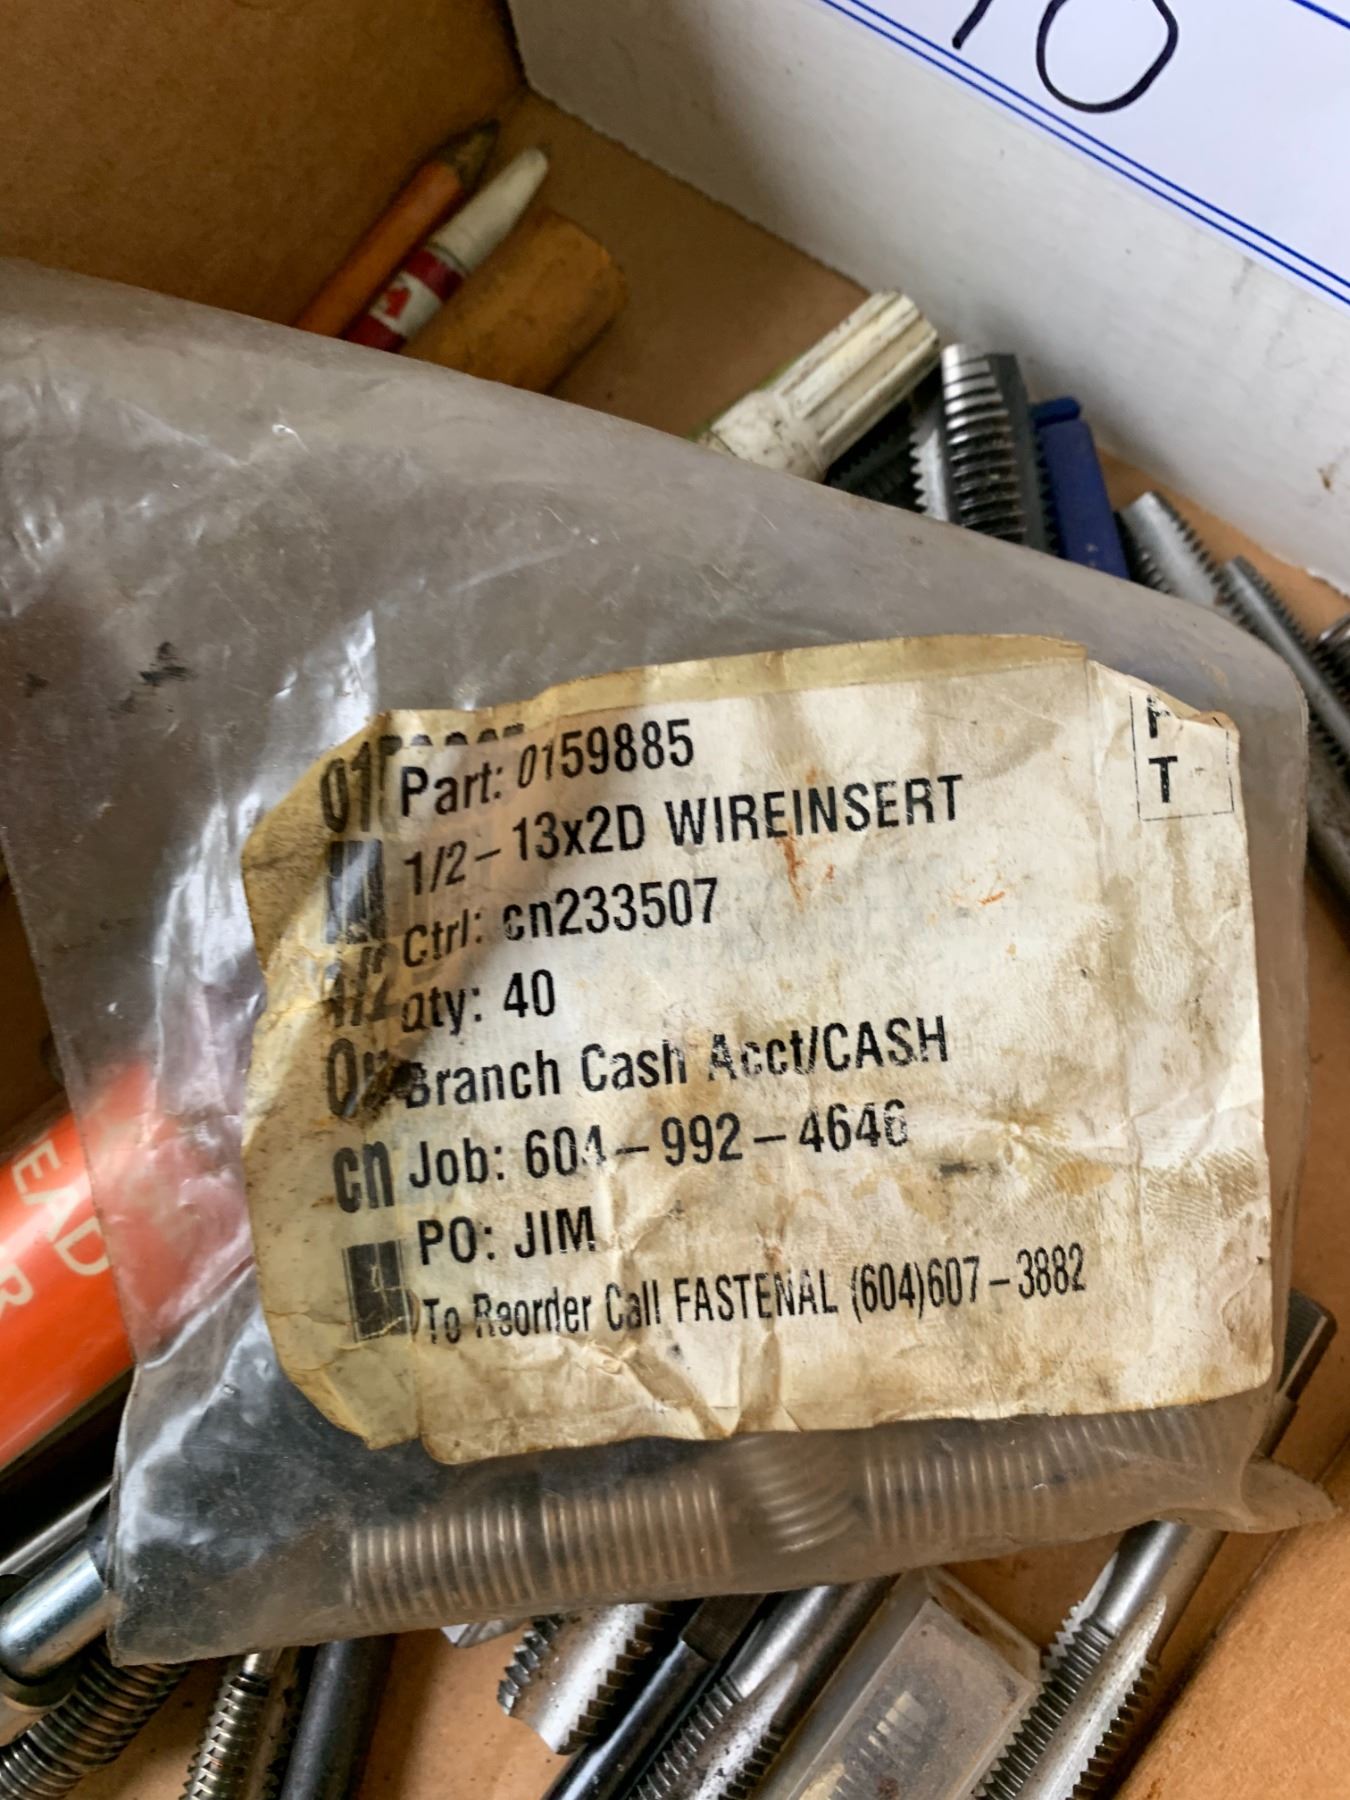 Part: 0159885
1/2-13x2D WIREINSERT
Ctrl: cn233507
Qty: 40
Branch Cash Acct/CASH
Job: 604-992-4646
PO: JIM
To Reorder Call FASTENAL (604)607-3882
T
cn